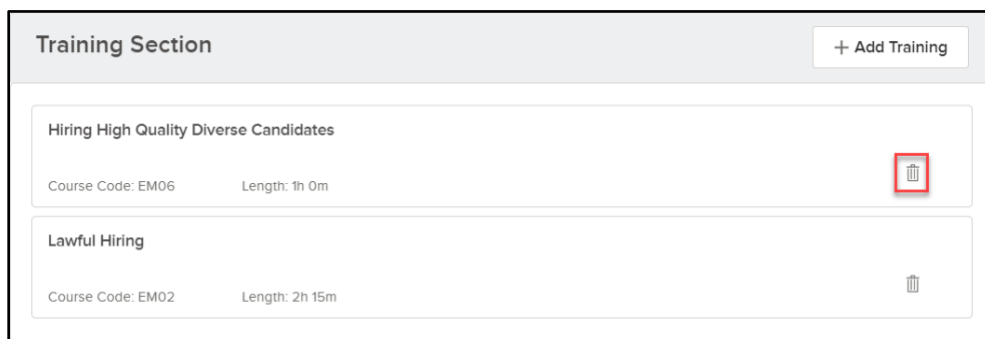 Training Section
+ Add Training
Hiring High Quality Diverse Candidates
Course Code: EM06 Length: 1h 0m
Lawful Hiring
Course Code: EM02 Length: 2h 15m